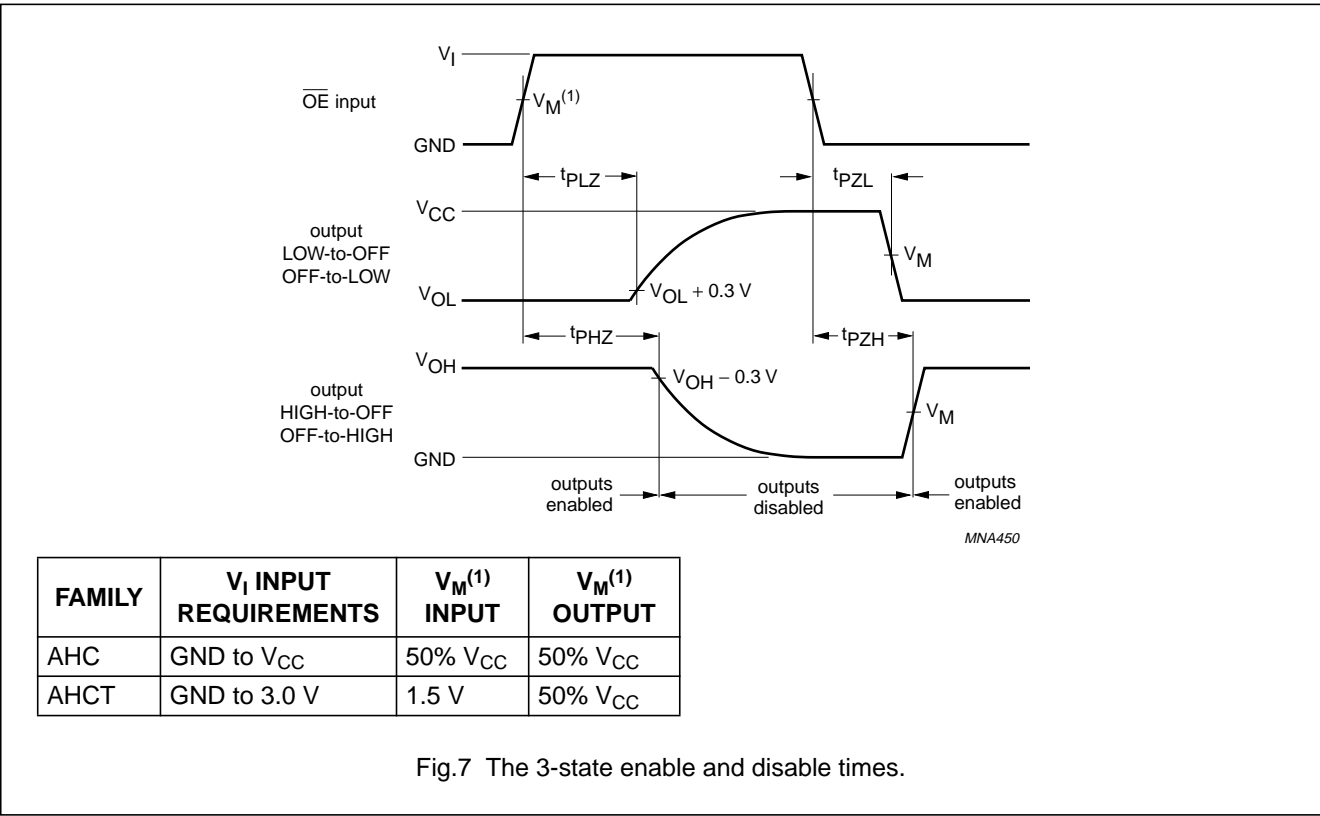 V_I
OE input
V_M(1)
GND
t_PLZ
t_PZL
V_CC
output
LOW-to-OFF
OFF-to-LOW
V_M
V_OL + 0.3 V
V_OL
t_PHZ
t_PZH
V_OH
V_OH − 0.3 V
output
HIGH-to-OFF
OFF-to-HIGH
V_M
GND
outputs
enabled
outputs
disabled
outputs
enabled
MNA450
FAMILY
V_I INPUT
REQUIREMENTS
V_M(1)
INPUT
V_M(1)
OUTPUT
AHC
GND to V_CC
50% V_CC
50% V_CC
AHCT
GND to 3.0 V
1.5 V
50% V_CC
Fig.7 The 3-state enable and disable times.